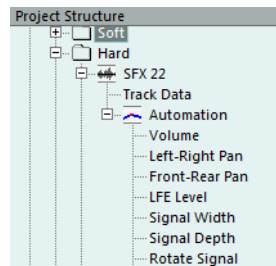 Project Structure
Soft
Hard
SFX 22
Track Data
Automation
Volume
Left-Right Pan
Front-Rear Pan
LFE Level
Signal Width
Signal Depth
Rotate Signal